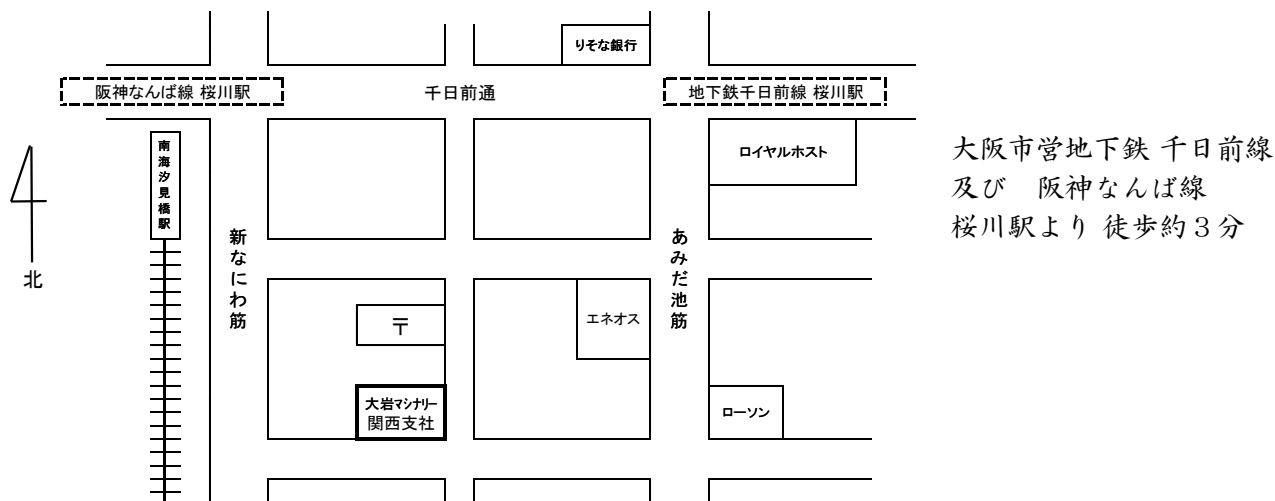 りそな銀行
阪神なんば線 桜川駅
千日前通
地下鉄千日前線 桜川駅
南海汐見橋駅
ロイヤルホスト
大阪市営地下鉄 千日前線
及び　阪神なんば線
桜川駅より 徒歩約３分
北
新なにわ筋
あみだ池筋
〒
エネオス
大岩マシナリー
関西支社
ローソン